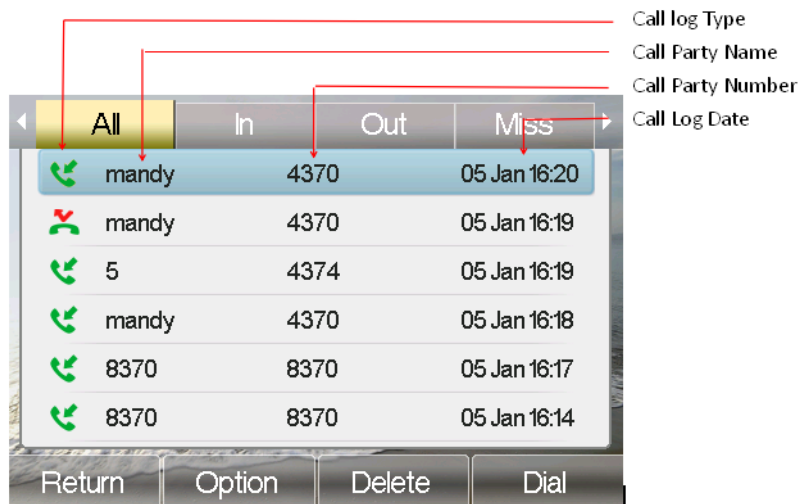 Call log Type
Call Party Name
Call Party Number
Call Log Date
All In Out Miss
mandy 4370 05 Jan 16:20
mandy 4370 05 Jan 16:19
5 4374 05 Jan 16:19
mandy 4370 05 Jan 16:18
8370 8370 05 Jan 16:17
8370 8370 05 Jan 16:14
Return Option Delete Dial